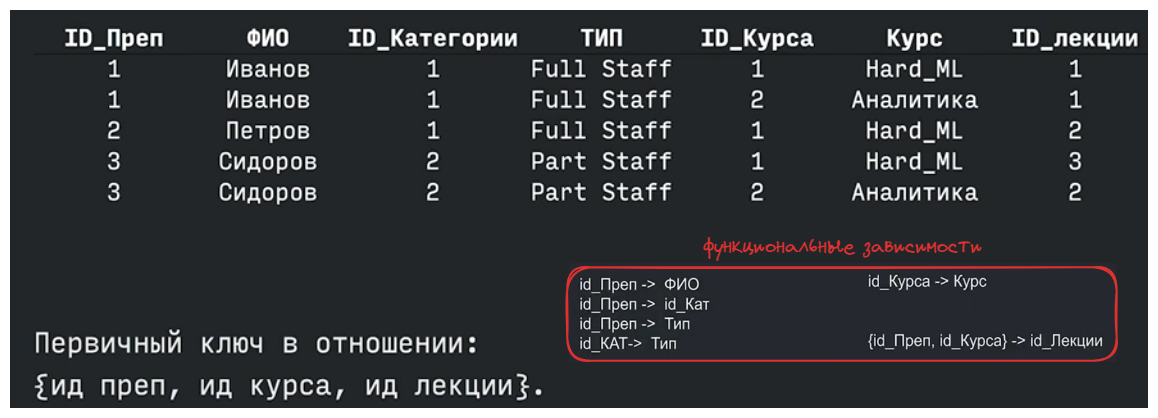 ID_Преп ФИО ID_Категории ТИП ID_Курса Курс ID_лекции
1 Иванов 1 Full Staff 1 Hard_ML 1
1 Иванов 1 Full Staff 2 Аналитика 1
2 Петров 1 Full Staff 1 Hard_ML 2
3 Сидоров 2 Part Staff 1 Hard_ML 3
3 Сидоров 2 Part Staff 2 Аналитика 2
функциональные зависимости
id_Преп -> ФИО
id_Преп -> id_Кат
id_Преп -> Тип
id_КАТ-> Тип
id_Курса -> Курс
{id_Преп, id_Курса} -> id_Лекции
Первичный ключ в отношении:
{ид преп, ид курса, ид лекции}.